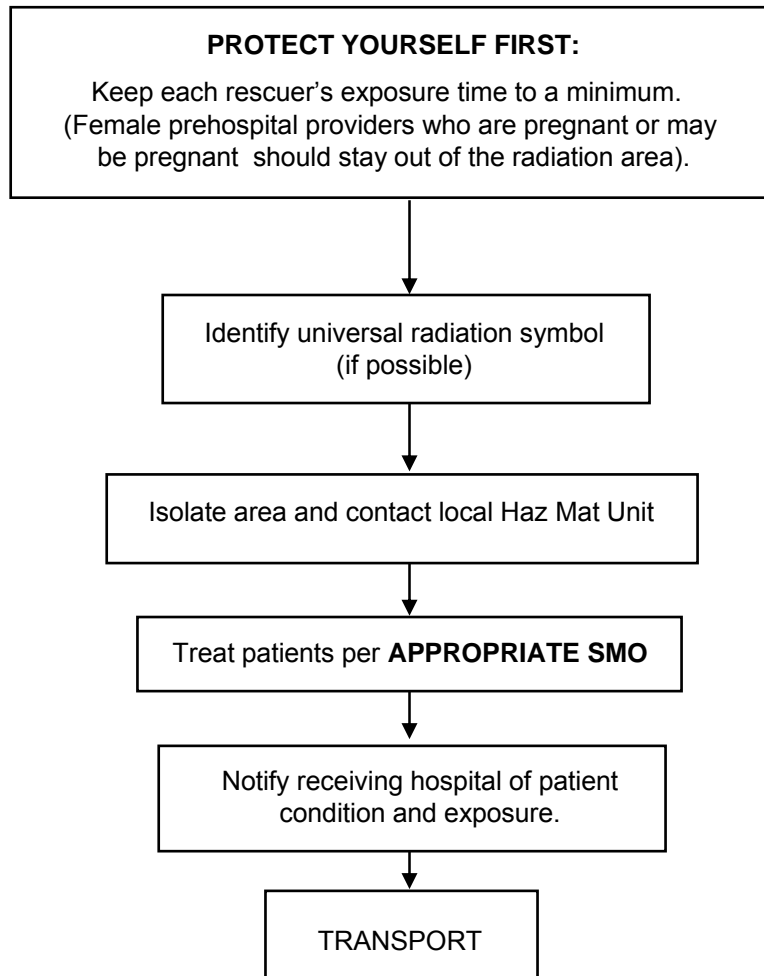 PROTECT YOURSELF FIRST:
Keep each rescuer’s exposure time to a minimum.
(Female prehospital providers who are pregnant or may
be pregnant should stay out of the radiation area).
Identify universal radiation symbol
(if possible)
Isolate area and contact local Haz Mat Unit
Treat patients per APPROPRIATE SMO
Notify receiving hospital of patient
condition and exposure.
TRANSPORT